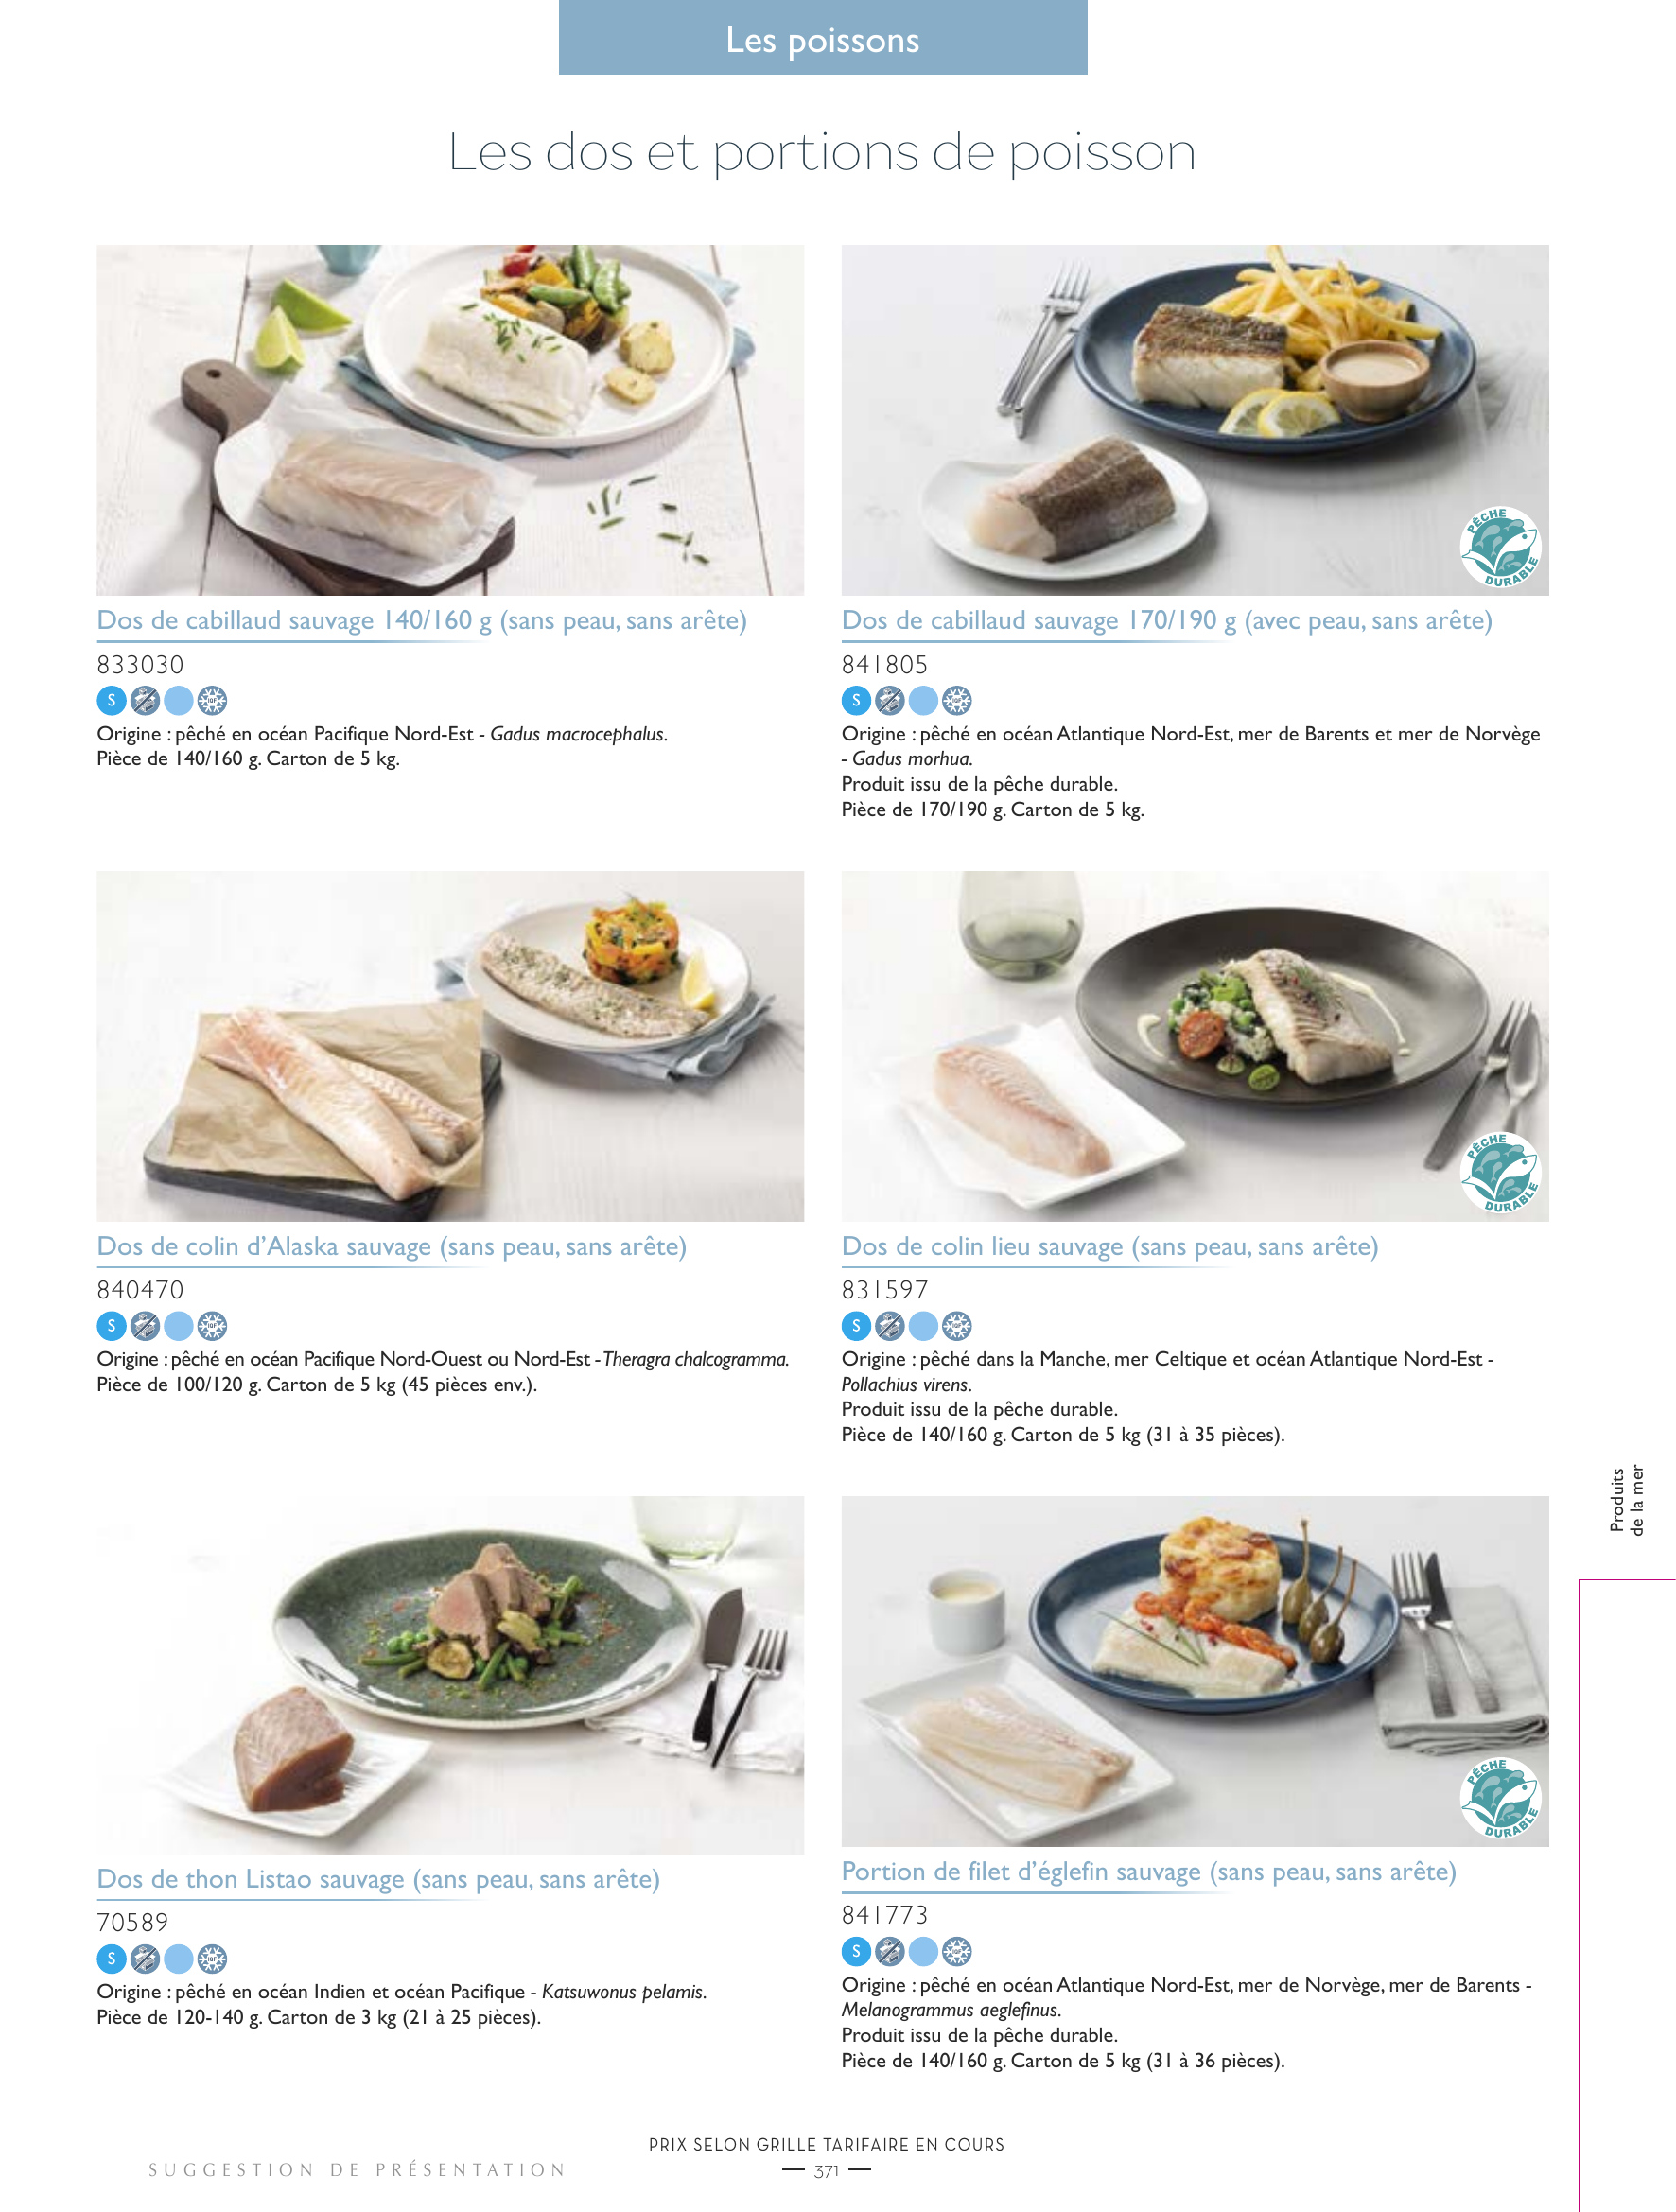 Les poissons
Les dos et portions de poisson
PÊCHE
DURABLE
Dos de cabillaud sauvage 140/160 g (sans peau, sans arête)
833030
S
Origine : pêché en océan Pacifique Nord-Est - Gadus macrocephalus.
Pièce de 140/160 g. Carton de 5 kg.
Dos de cabillaud sauvage 170/190 g (avec peau, sans arête)
841805
S
Origine : pêché en océan Atlantique Nord-Est, mer de Barents et mer de Norvège
- Gadus morhua.
Produit issu de la pêche durable.
Pièce de 170/190 g. Carton de 5 kg.
PÊCHE
DURABLE
Dos de colin d’Alaska sauvage (sans peau, sans arête)
840470
S
Origine : pêché en océan Pacifique Nord-Ouest ou Nord-Est - Theragra chalcogramma.
Pièce de 100/120 g. Carton de 5 kg (45 pièces env.).
Dos de colin lieu sauvage (sans peau, sans arête)
831597
S
Origine : pêché dans la Manche, mer Celtique et océan Atlantique Nord-Est -
Pollachius virens.
Produit issu de la pêche durable.
Pièce de 140/160 g. Carton de 5 kg (31 à 35 pièces).
Produits
de la mer
PÊCHE
DURABLE
Dos de thon Listao sauvage (sans peau, sans arête)
70589
S
Origine : pêché en océan Indien et océan Pacifique - Katsuwonus pelamis.
Pièce de 120-140 g. Carton de 3 kg (21 à 25 pièces).
Portion de filet d’églefin sauvage (sans peau, sans arête)
841773
S
Origine : pêché en océan Atlantique Nord-Est, mer de Norvège, mer de Barents -
Melanogrammus aeglefinus.
Produit issu de la pêche durable.
Pièce de 140/160 g. Carton de 5 kg (31 à 36 pièces).
PRIX SELON GRILLE TARIFAIRE EN COURS
SUGGESTION DE PRÉSENTATION
371